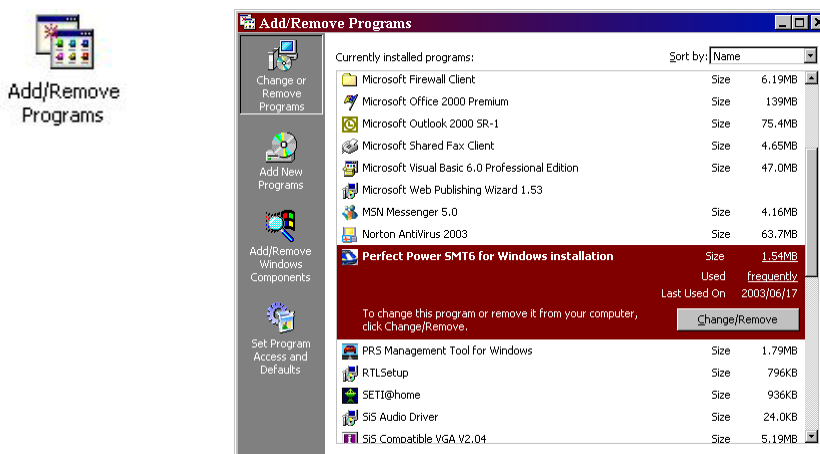 Add/Remove
Programs
Add/Remove Programs
Change or
Remove
Programs
Add New
Programs
Add/Remove
Windows
Components
Set Program
Access and
Defaults
Currently installed programs: Sort by: Name
Microsoft Firewall Client Size 6.19MB
Microsoft Office 2000 Premium Size 139MB
Microsoft Outlook 2000 SR-1 Size 75.4MB
Microsoft Shared Fax Client Size 4.65MB
Microsoft Visual Basic 6.0 Professional Edition Size 47.0MB
Microsoft Web Publishing Wizard 1.53
MSN Messenger 5.0 Size 4.16MB
Norton AntiVirus 2003 Size 63.7MB
Perfect Power SMT6 for Windows installation Size 1.54MB
Used frequently
Last Used On 2003/06/17
To change this program or remove it from your computer,
click Change/Remove.
Change/Remove
PRS Management Tool for Windows Size 1.79MB
RTLSetup Size 796KB
SETI@home Size 936KB
SiS Audio Driver Size 24.0KB
SiS Compatible VGA V2.04 Size 5.19MB